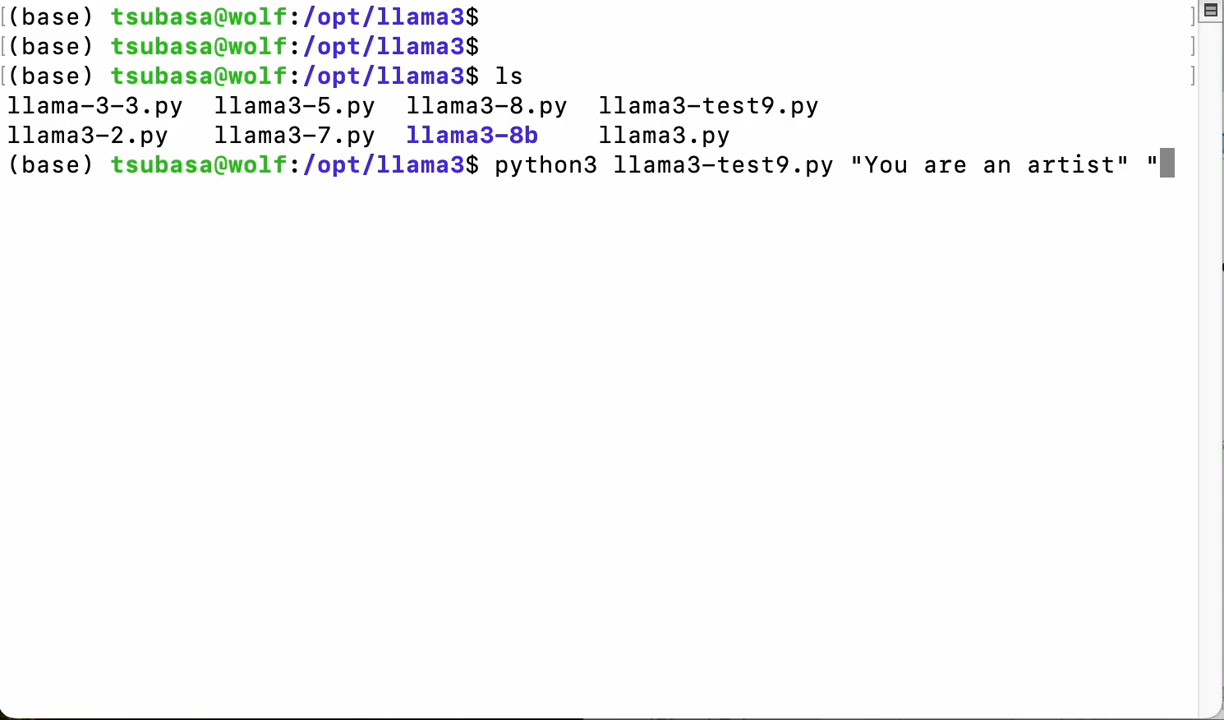 [(base) tsubasa@wolf:/opt/llama3$ ]
[(base) tsubasa@wolf:/opt/llama3$ ]
[(base) tsubasa@wolf:/opt/llama3$ ls ]
llama-3-3.py  llama3-5.py  llama3-8.py  llama3-test9.py
llama3-2.py   llama3-7.py  llama3-8b    llama3.py
(base) tsubasa@wolf:/opt/llama3$ python3 llama3-test9.py "You are an artist" "